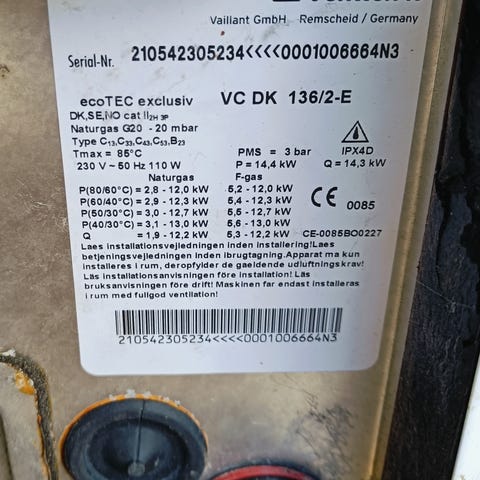 Vaillant GmbH Remscheid / Germany
Serial-Nr. 210542305234<<<<0001006664N3
ecoTEC exclusiv VC DK 136/2-E
DK,SE,NO cat II2H 3P
Naturgas G20 - 20 mbar
Type C13,C33,C43,C53,B23
IPX4D
Tmax = 85°C PMS = 3 bar
230 V ~ 50 Hz 110 W P = 14,4 kW Q = 14,3 kW
Naturgas F-gas
P(80/60°C) = 2,8 - 12,0 kW 5,2 - 12,0 kW
P(60/40°C) = 2,9 - 12,3 kW 5,4 - 12,3 kW
CE 0085
P(50/30°C) = 3,0 - 12,7 kW 5,5 - 12,7 kW
P(40/30°C) = 3,1 - 13,0 kW 5,6 - 13,0 kW
Q = 1,9 - 12,2 kW 5,3 - 12,2 kW CE-0085BO0227
Laes installationsvejledningen inden installering!Laes
betjeningsvejledningen inden ibrugtagning.Apparat ma kun
installeres i rum, deropfylder de gaeldende udluftningskrav!
Läs installationsanvisningen före installation! Läs
bruksanvisningen före drift! Maskinen far endast installeras
i rum med fullgod ventilation!
210542305234<<<<0001006664N3